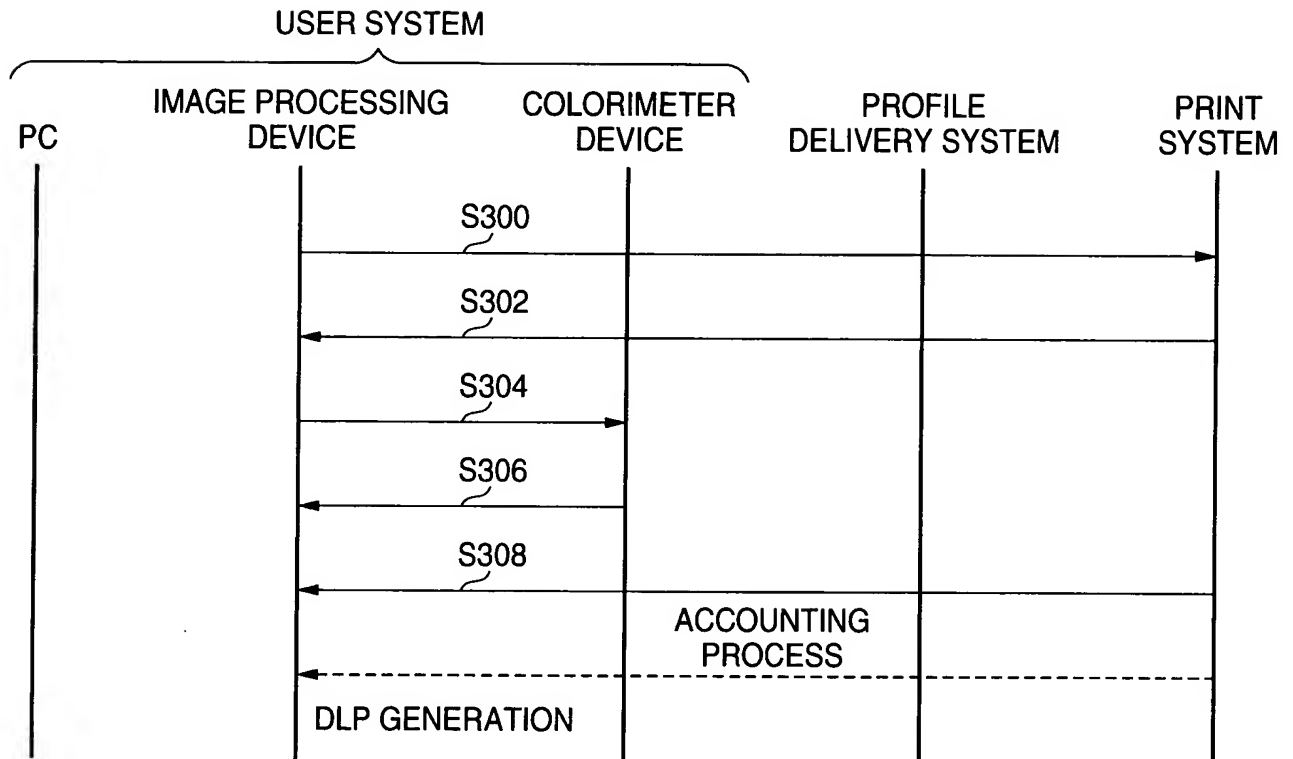 USER SYSTEM
PC
IMAGE PROCESSING
DEVICE
COLORIMETER
DEVICE
PROFILE
DELIVERY SYSTEM
PRINT
SYSTEM
S300
S302
S304
S306
S308
ACCOUNTING
PROCESS
DLP GENERATION